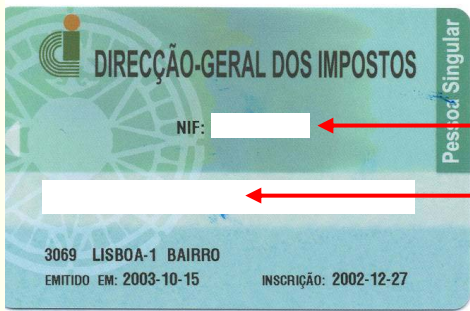 DIRECÇÃO-GERAL DOS IMPOSTOS
Pessoa Singular
NIF:
3069 LISBOA-1 BAIRRO
EMITIDO EM: 2003-10-15 INSCRIÇÃO: 2002-12-27